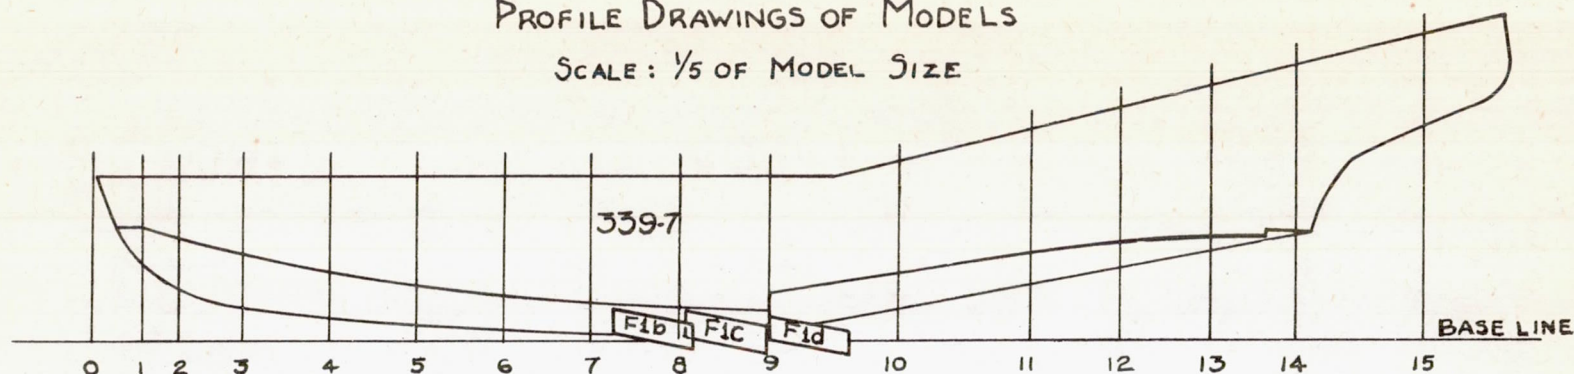 PROFILE DRAWINGS OF MODELS
SCALE: 1/5 OF MODEL SIZE
339-7
F1b F1c F1d
BASE LINE
0 1 2 3 4 5 6 7 8 9 10 11 12 13 14 15